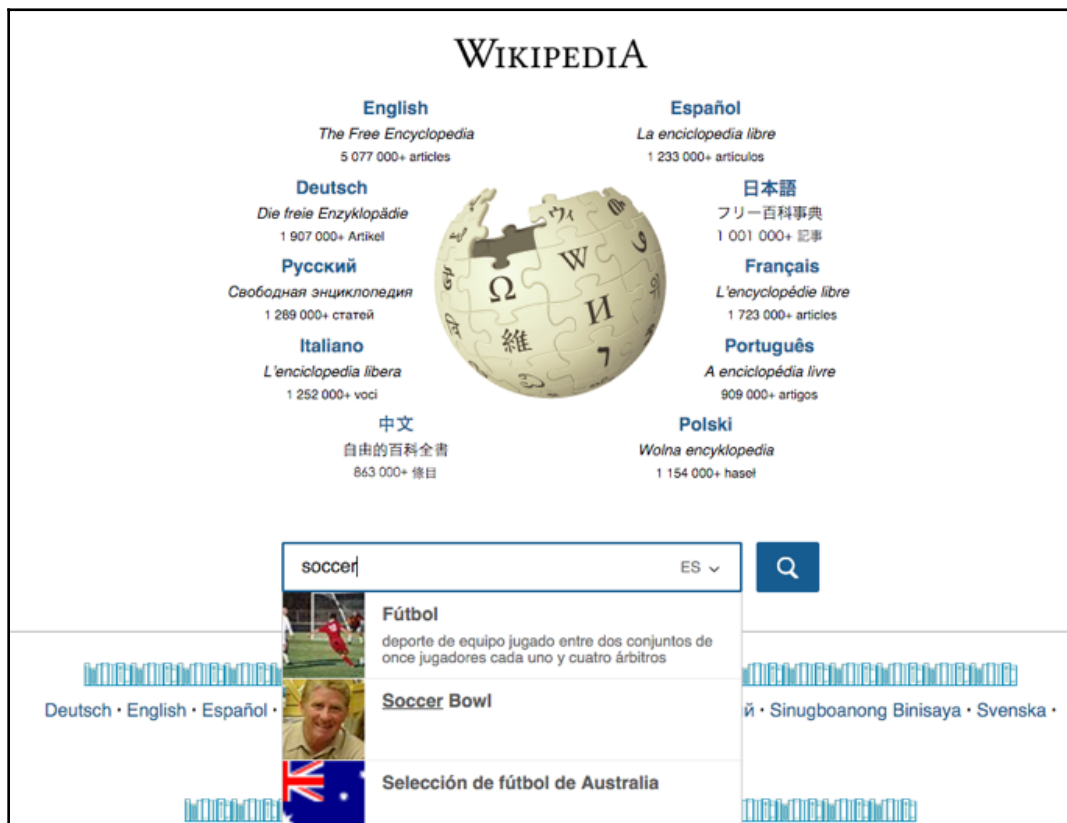 WIKIPEDIA
English
The Free Encyclopedia
5 077 000+ articles
Español
La enciclopedia libre
1 233 000+ artículos
Deutsch
Die freie Enzyklopädie
1 907 000+ Artikel
日本語
フリー百科事典
1 001 000+ 記事
Русский
Свободная энциклопедия
1 289 000+ статей
Français
L'encyclopédie libre
1 723 000+ articles
Italiano
L'enciclopedia libera
1 252 000+ voci
Português
A enciclopédia livre
909 000+ artigos
中文
自由的百科全書
863 000+ 條目
Polski
Wolna encyklopedia
1 154 000+ haseł
ウィ
W
Ω
И
維
7
soccer
ES
Fútbol
deporte de equipo jugado entre dos conjuntos de
once jugadores cada uno y cuatro árbitros
Soccer Bowl
Selección de fútbol de Australia
Deutsch · English · Español ·
й · Sinugboanong Binisaya · Svenska ·